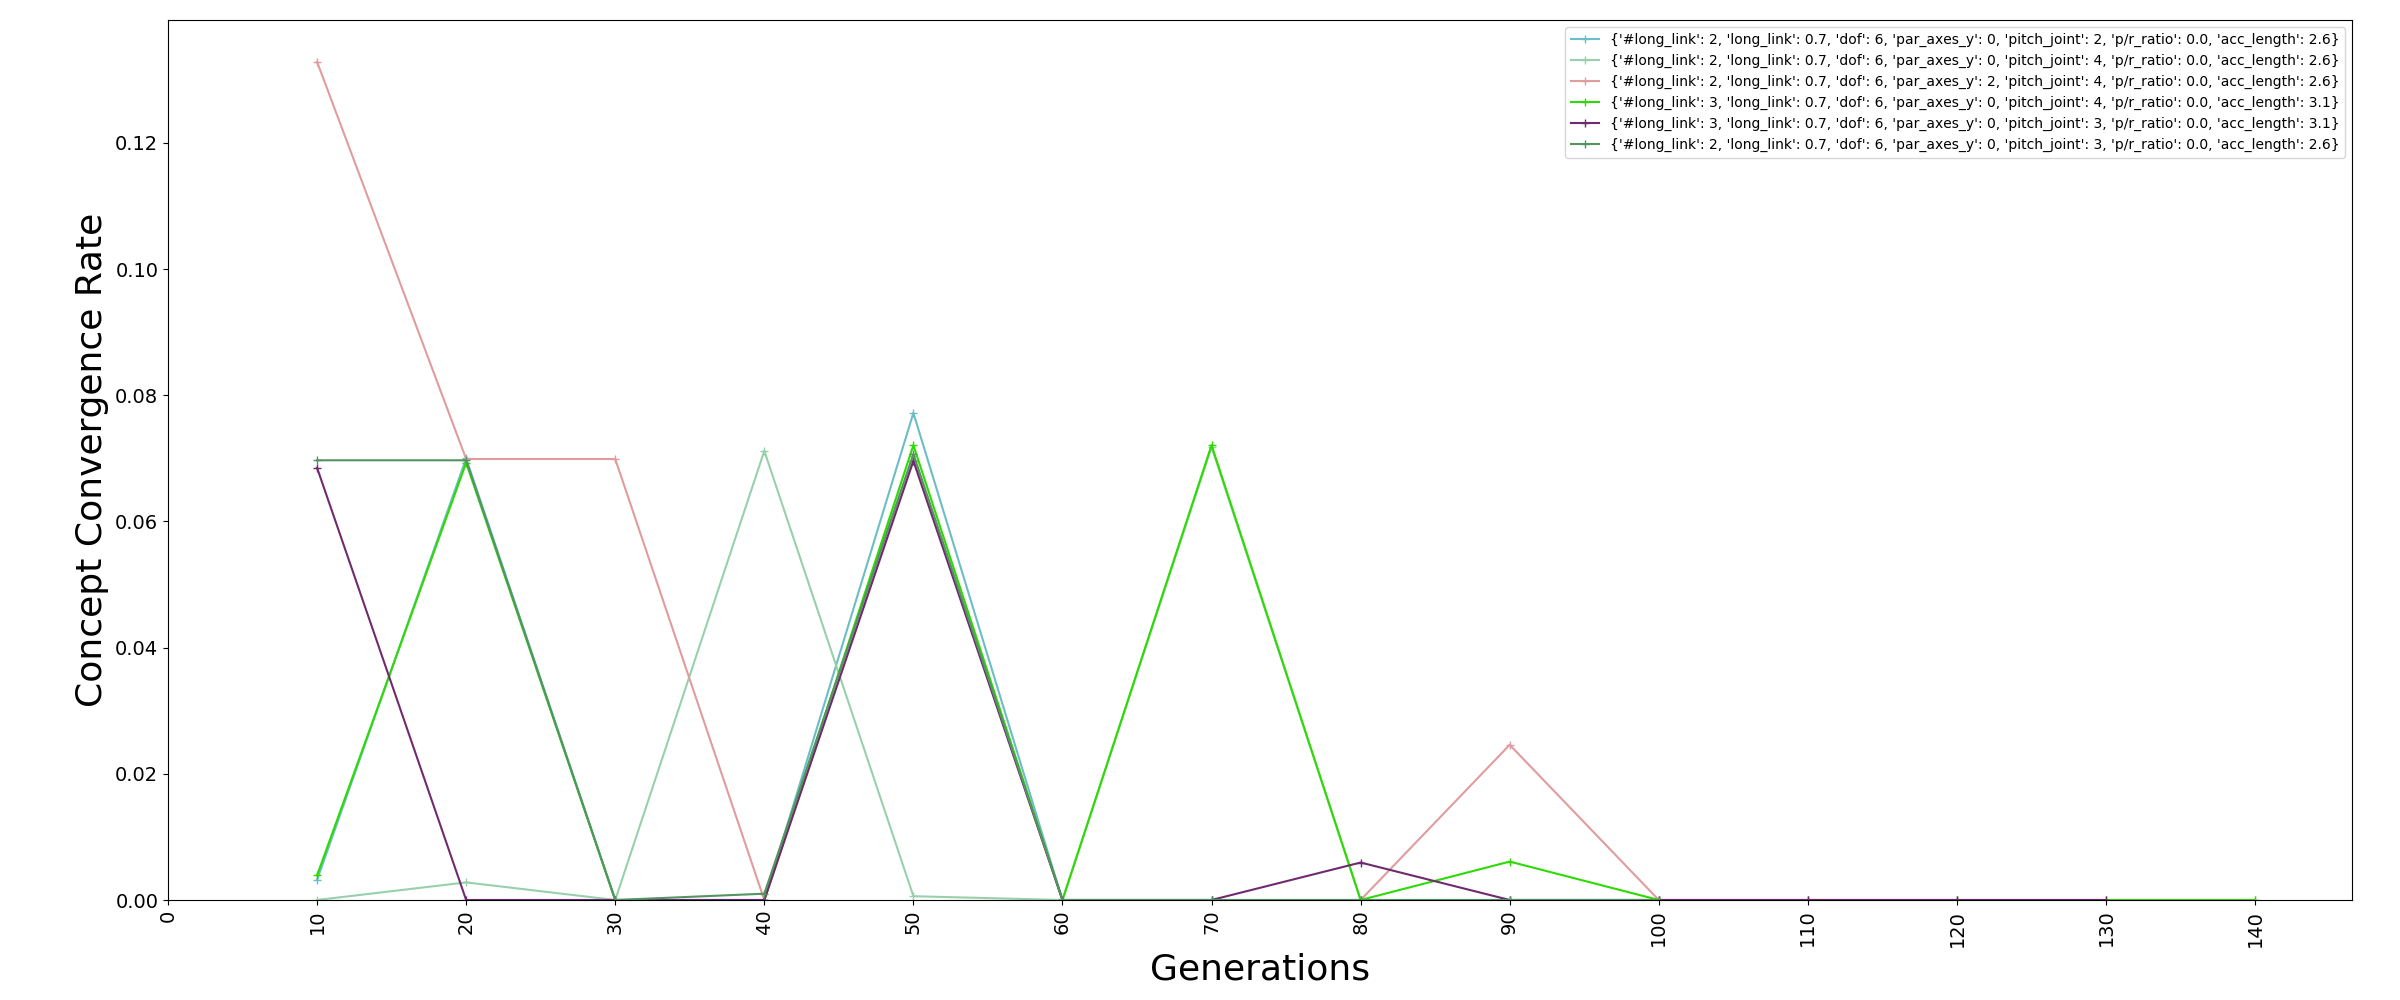 {'#long_link': 2, 'long_link': 0.7, 'dof': 6, 'par_axes_y': 0, 'pitch_joint': 2, 'p/r_ratio': 0.0, 'acc_length': 2.6}
{'#long_link': 2, 'long_link': 0.7, 'dof': 6, 'par_axes_y': 0, 'pitch_joint': 4, 'p/r_ratio': 0.0, 'acc_length': 2.6}
{'#long_link': 2, 'long_link': 0.7, 'dof': 6, 'par_axes_y': 2, 'pitch_joint': 4, 'p/r_ratio': 0.0, 'acc_length': 2.6}
{'#long_link': 3, 'long_link': 0.7, 'dof': 6, 'par_axes_y': 0, 'pitch_joint': 4, 'p/r_ratio': 0.0, 'acc_length': 3.1}
{'#long_link': 3, 'long_link': 0.7, 'dof': 6, 'par_axes_y': 0, 'pitch_joint': 3, 'p/r_ratio': 0.0, 'acc_length': 3.1}
{'#long_link': 2, 'long_link': 0.7, 'dof': 6, 'par_axes_y': 0, 'pitch_joint': 3, 'p/r_ratio': 0.0, 'acc_length': 2.6}
Concept Convergence Rate
0.12
0.10
0.08
0.06
0.04
0.02
0.00
0 10 20 30 40 50 60 70 80 90 100 110 120 130 140
Generations